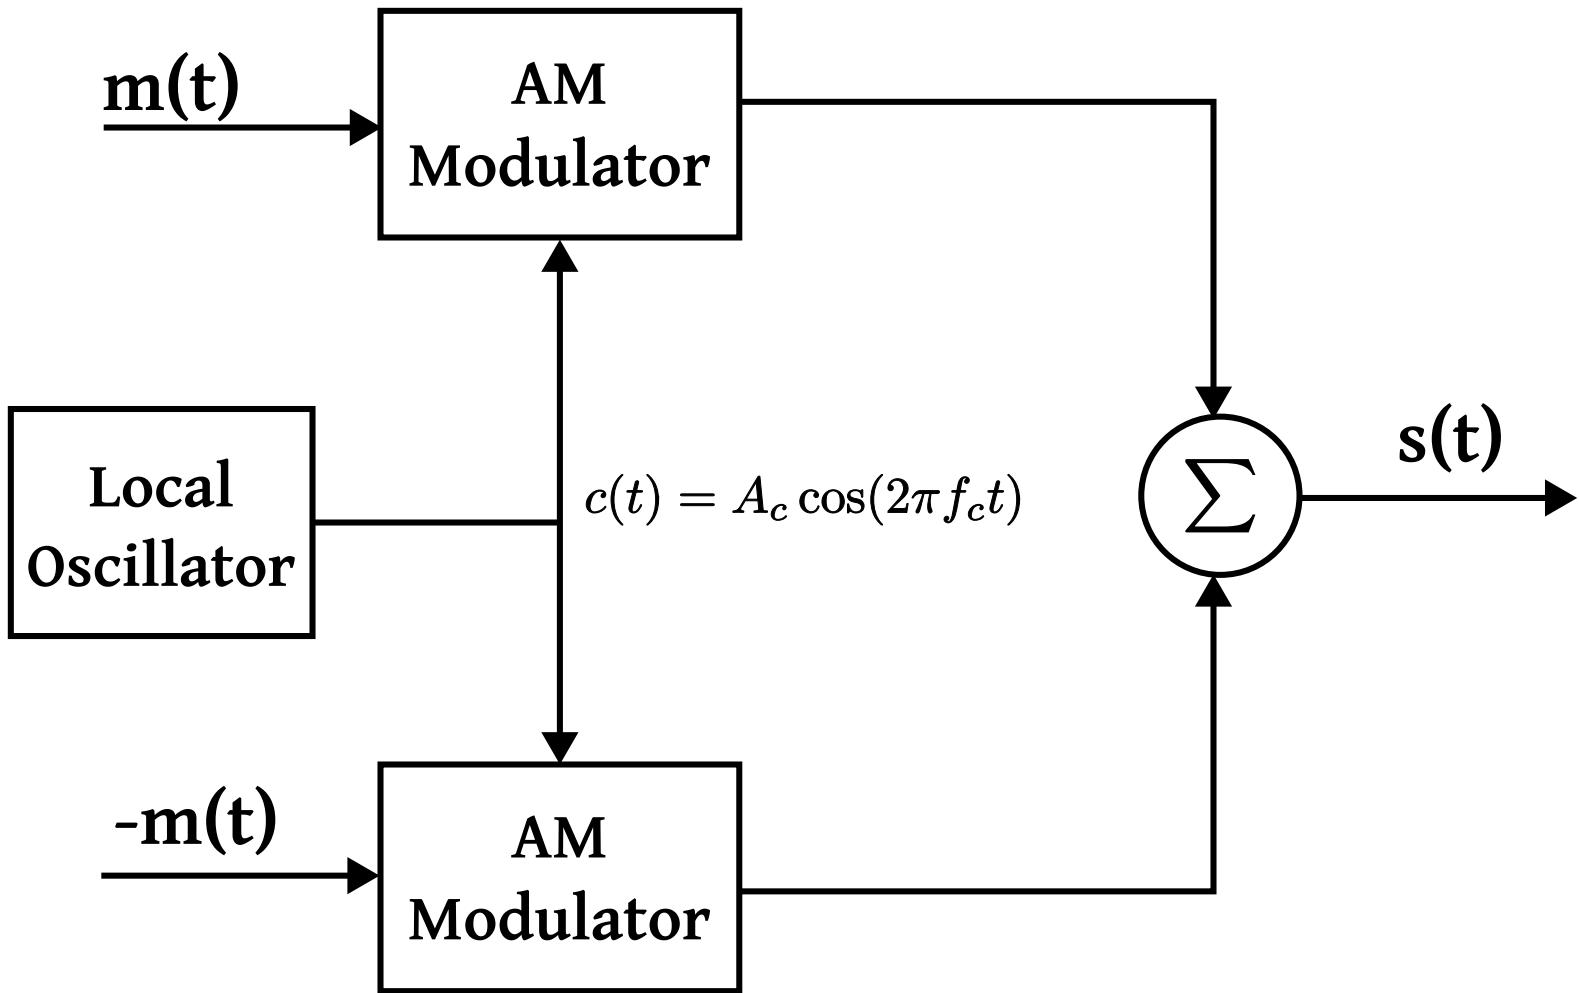 m(t)
AM
Modulator
Local
Oscillator
c(t) = A_c cos(2πf_ct)
Σ
s(t)
-m(t)
AM
Modulator